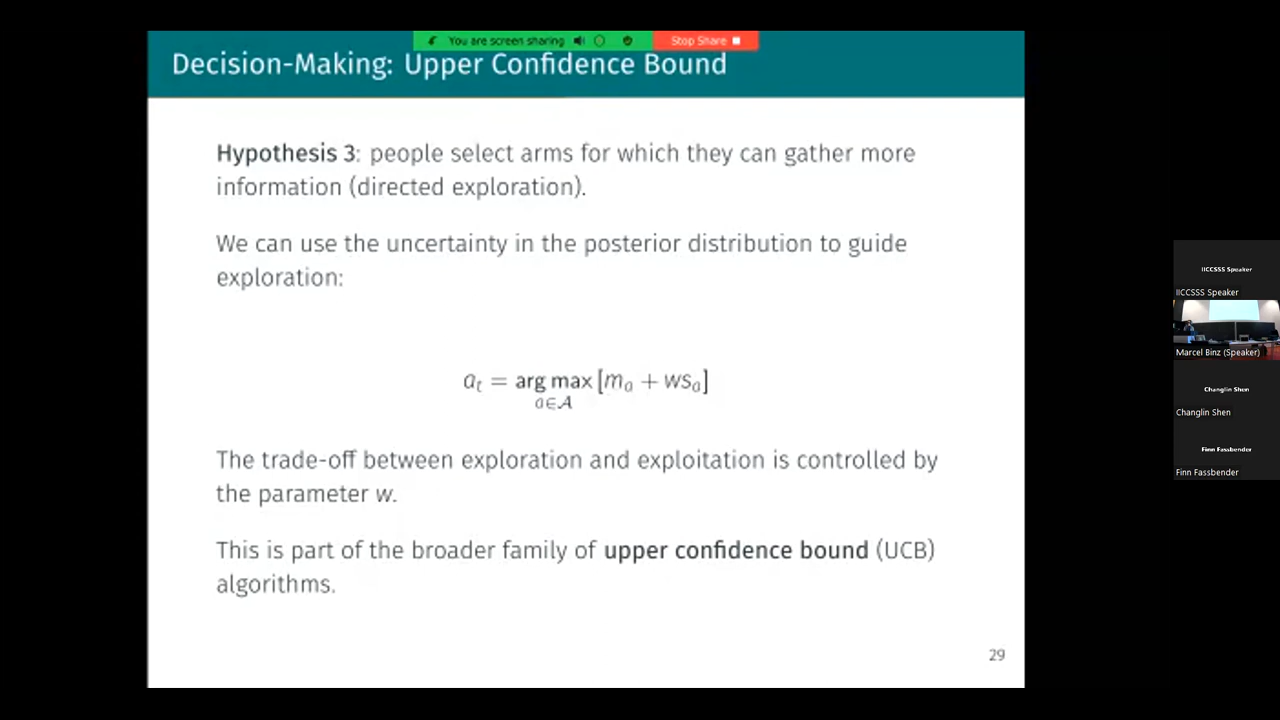 You are screen sharing
Stop Share
Decision-Making: Upper Confidence Bound
Hypothesis 3: people select arms for which they can gather more
information (directed exploration).
We can use the uncertainty in the posterior distribution to guide
exploration:
a_t = arg max [m_a + ws_a]
a∈A
The trade-off between exploration and exploitation is controlled by
the parameter w.
This is part of the broader family of upper confidence bound (UCB)
algorithms.
29
IICCSSS Speaker
IICCSSS Speaker
Marcel Binz (Speaker)
Changlin Shen
Changlin Shen
Finn Fassbender
Finn Fassbender